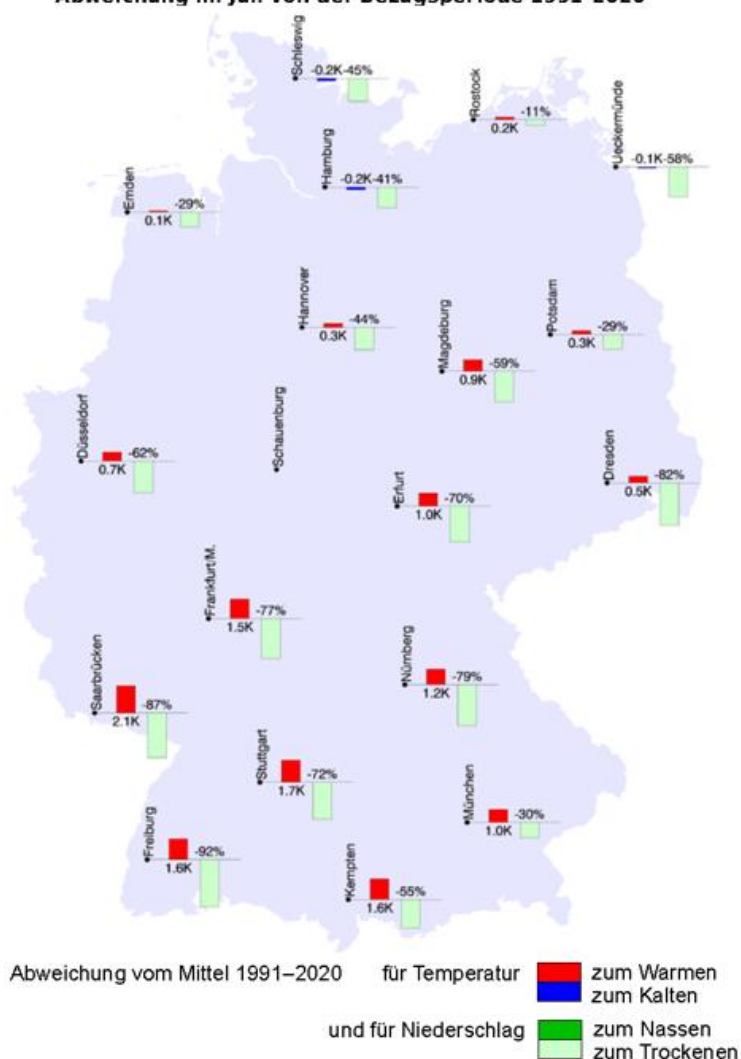 Abweichung im Juli von der Bezugsperiode 1991-2020
Schleswig
-0.2K -45%
Rostock
-11%
0.2K
Ueckermünde
-0.1K -58%
Hamburg
-0.2K -41%
Emden
-29%
0.1K
Hannover
-44%
0.3K
Potsdam
-29%
0.3K
Magdeburg
-59%
0.9K
Düsseldorf
-62%
0.7K
Schauenburg
Dresden
-82%
0.5K
Erfurt
-70%
1.0K
Frankfurt/M.
-77%
1.5K
Nürnberg
-79%
1.2K
Saarbrücken
-87%
2.1K
Stuttgart
-72%
1.7K
München
-30%
1.0K
Freiburg
-92%
1.6K
Kempten
-55%
1.6K
Abweichung vom Mittel 1991–2020 für Temperatur zum Warmen
zum Kalten
und für Niederschlag zum Nassen
zum Trockenen